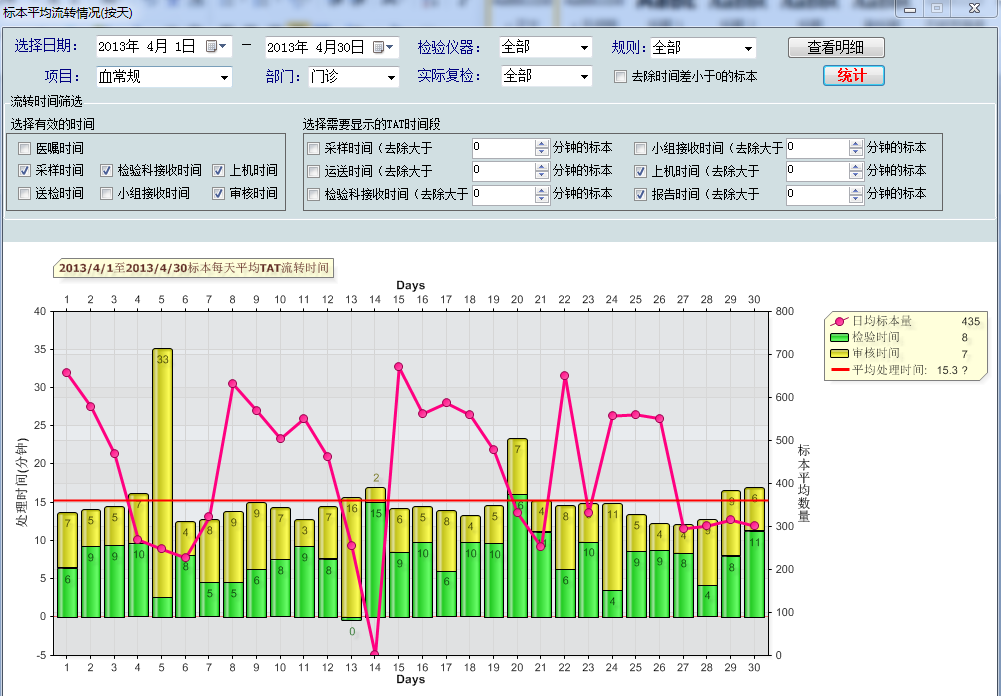 标本平均流转情况(按天)
选择日期: 2013年 4月 1日 — 2013年 4月30日 检验仪器: 全部 规则: 全部 查看明细
项目: 血常规 部门: 门诊 实际复检: 全部 去除时间差小于0的标本 统计
流转时间筛选
选择有效的时间 选择需要显示的TAT时间段
医嘱时间 采样时间（去除大于 0 分钟的标本 小组接收时间（去除大于 0 分钟的标本
采样时间 检验科接收时间 上机时间 运送时间（去除大于 0 分钟的标本 上机时间（去除大于 0 分钟的标本
送检时间 小组接收时间 审核时间 检验科接收时间（去除大于 0 分钟的标本 报告时间（去除大于 0 分钟的标本
2013/4/1至2013/4/30标本每天平均TAT流转时间
Days
1 2 3 4 5 6 7 8 9 10 11 12 13 14 15 16 17 18 19 20 21 22 23 24 25 26 27 28 29 30
40 35 30 25 20 15 10 5 0 -5
处理时间(分钟)
7 5 5 7 33 4 8 9 9 7 3 7 16 2 6 5 8 4 5 7 4 8 11 5 4 4 9 6
6 9 9 10 8 5 5 6 8 9 8 0 15 9 10 6 10 10 6 10 4 9 9 8 4 8 11
800 700 600 500 400 300 200 100 0
标本平均数量
1 2 3 4 5 6 7 8 9 10 11 12 13 14 15 16 17 18 19 20 21 22 23 24 25 26 27 28 29 30
Days
日均标本量 435
检验时间 8
审核时间 7
平均处理时间: 15.3 ?